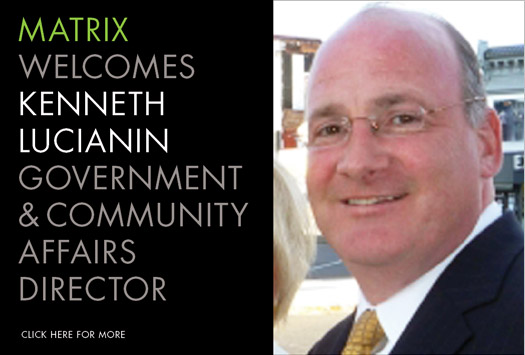 MATRIX
WELCOMES
KENNETH
LUCIANIN
GOVERNMENT
& COMMUNITY
AFFAIRS
DIRECTOR
CLICK HERE FOR MORE